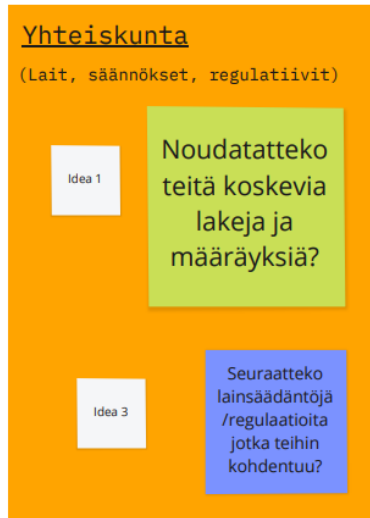 Yhteiskunta
(Lait, säännökset, regulatiivit)
Idea 1
Noudatatteko
teitä koskevia
lakeja ja
määräyksiä?
Idea 3
Seuraatteko
lainsäädäntöjä
/regulaatioita
jotka teihin
kohdentuu?